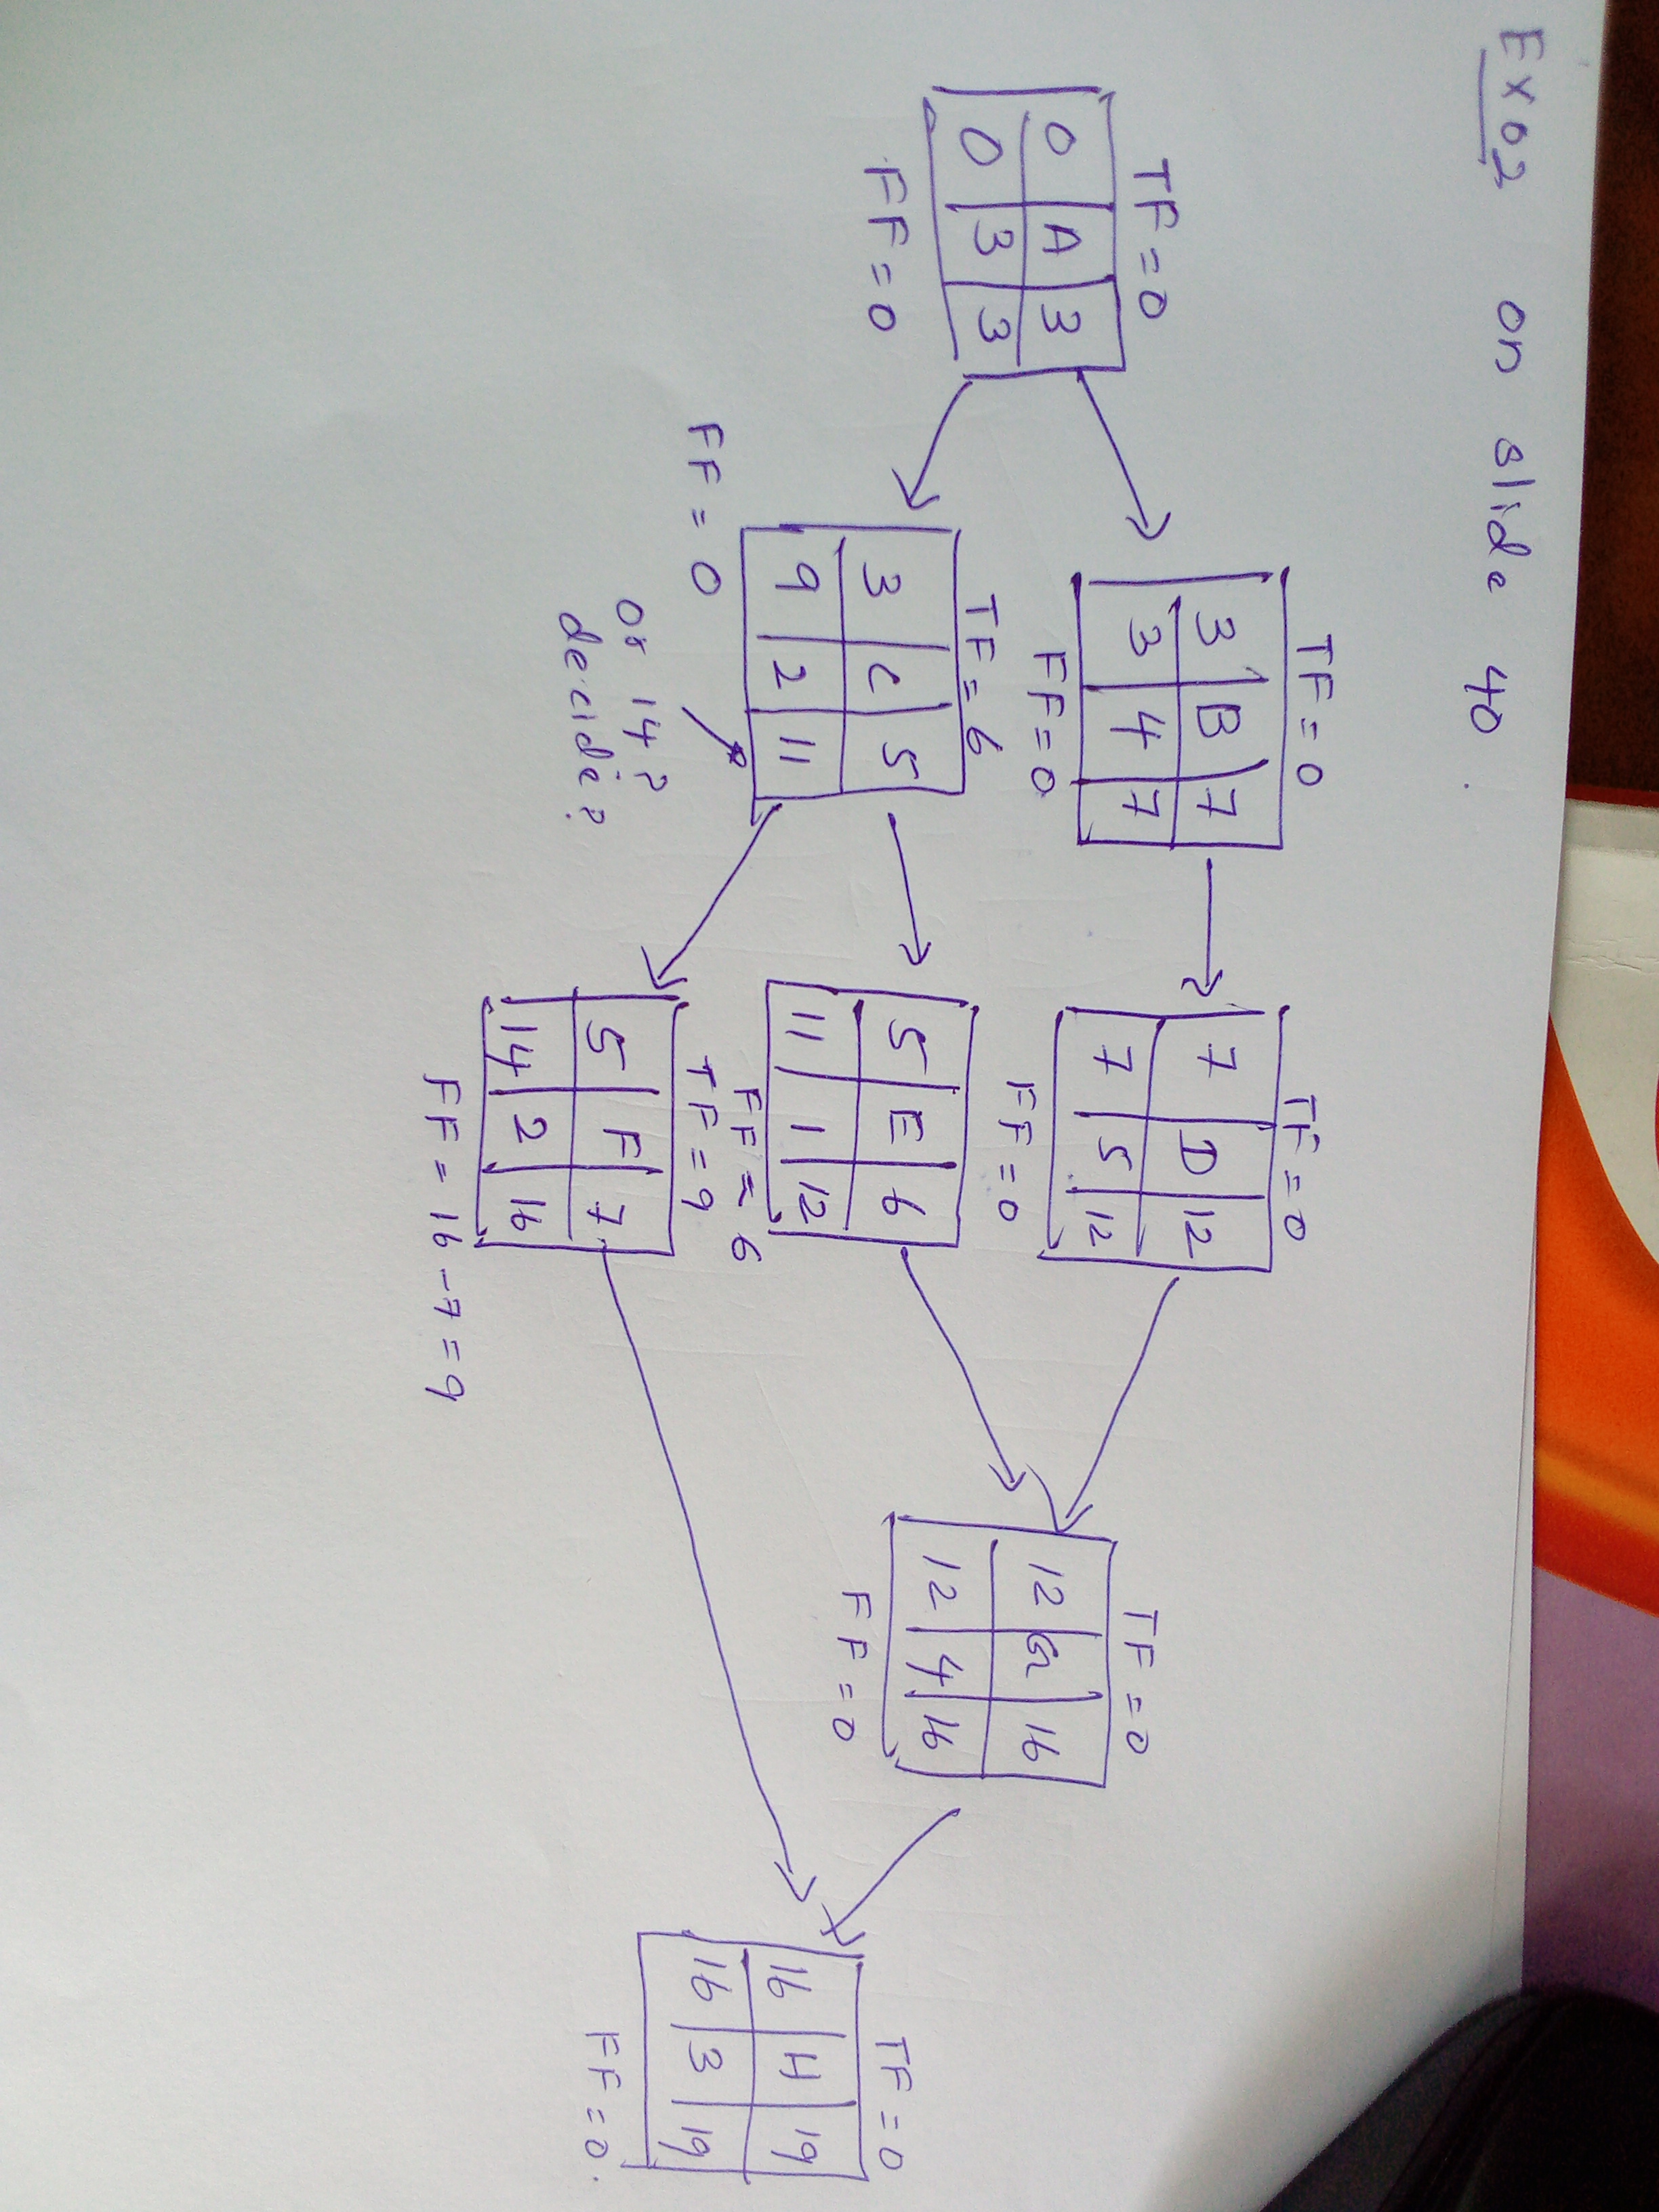 EX02 on slide 40.
TF = 0
0 A 3
0 3 3
FF = 0
TF = 0
3 B 7
3 4 7
FF = 0
TF = 0
7 D 12
7 5 12
FF = 0
TF = 6
3 C 5
9 2 11
FF = 0
or 14?
decide?
5 E 6
11 1 12
FF = 6
TF = 9
5 F 7
14 2 16
FF = 16 - 7 = 9
TF = 0
12 G 16
12 4 16
FF = 0
TF = 0
16 H 19
16 3 19
FF = 0.